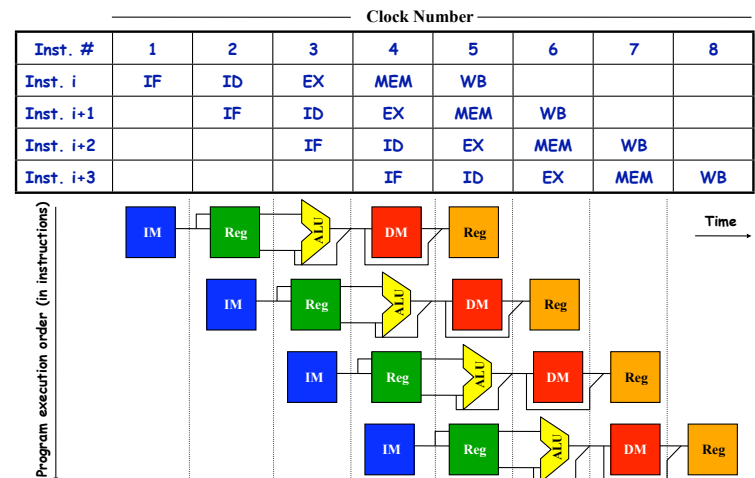 Clock Number
Inst. # 1 2 3 4 5 6 7 8
Inst. i IF ID EX MEM WB
Inst. i+1 IF ID EX MEM WB
Inst. i+2 IF ID EX MEM WB
Inst. i+3 IF ID EX MEM WB
Program execution order (in instructions)
Time
IM Reg ALU DM Reg
IM Reg ALU DM Reg
IM Reg ALU DM Reg
IM Reg ALU DM Reg